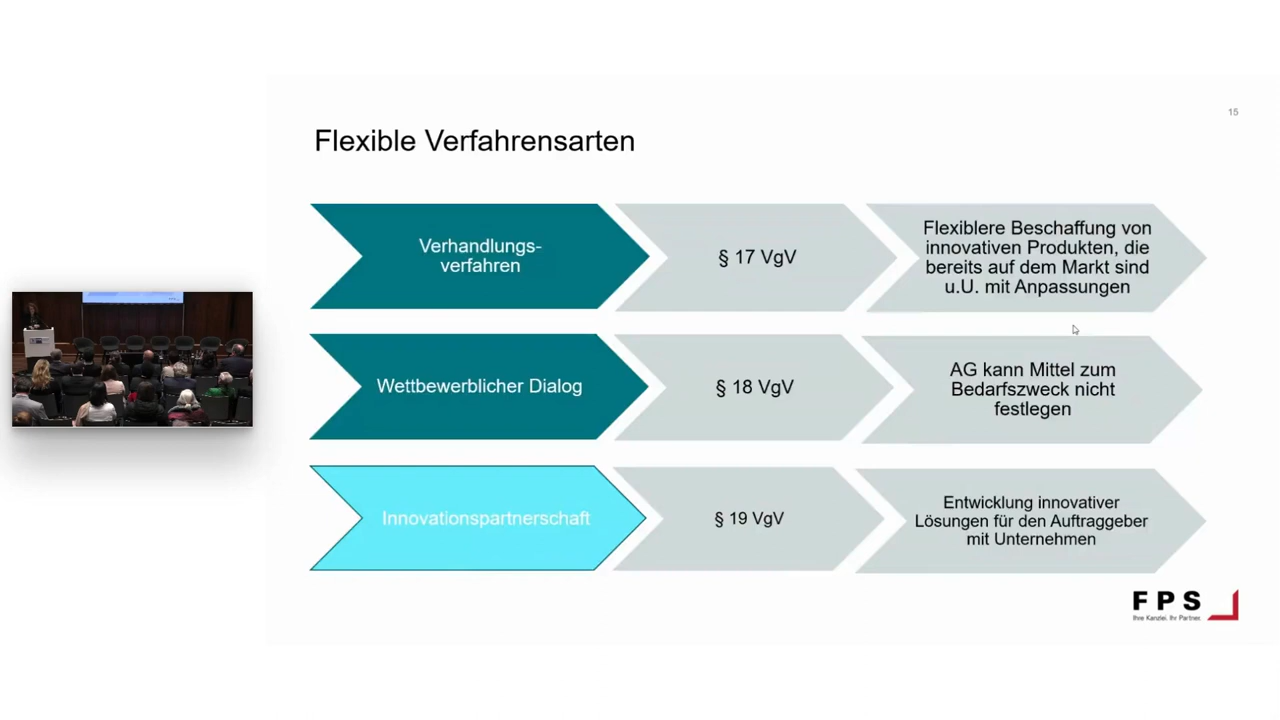 15
Flexible Verfahrensarten
Verhandlungs-
verfahren
§ 17 VgV
Flexiblere Beschaffung von
innovativen Produkten, die
bereits auf dem Markt sind
u.U. mit Anpassungen
Wettbewerblicher Dialog
§ 18 VgV
AG kann Mittel zum
Bedarfszweck nicht
festlegen
Innovationspartnerschaft
§ 19 VgV
Entwicklung innovativer
Lösungen für den Auftraggeber
mit Unternehmen
FPS
Ihre Kanzlei. Ihr Partner.